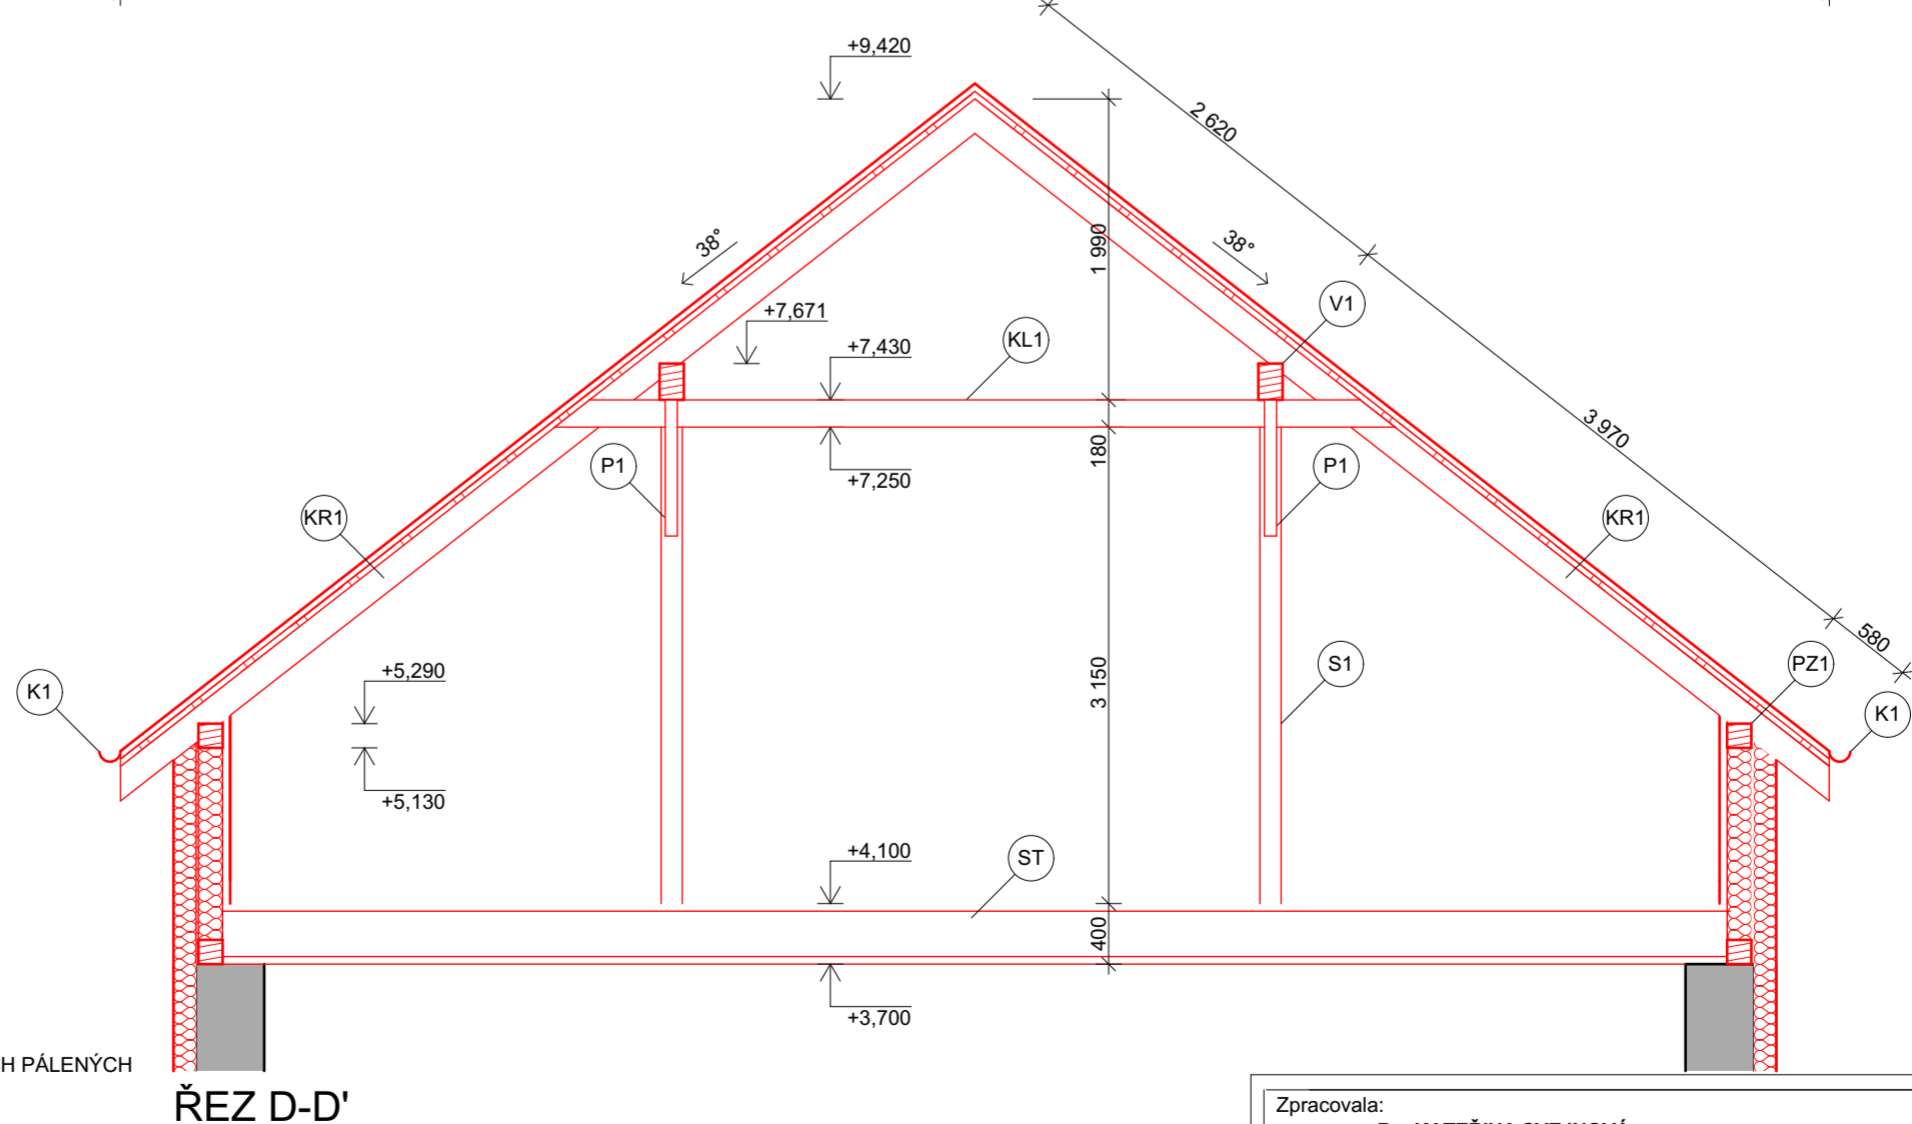 +9,420
2 620
38°
38°
1 990
V1
+7,671
KL1
+7,430
3 970
P1
180
P1
+7,250
KR1
KR1
580
+5,290
S1
PZ1
K1
3 150
K1
+5,130
+4,100
ST
400
+3,700
H PÁLENÝCH
ŘEZ D-D'
Zpracovala: